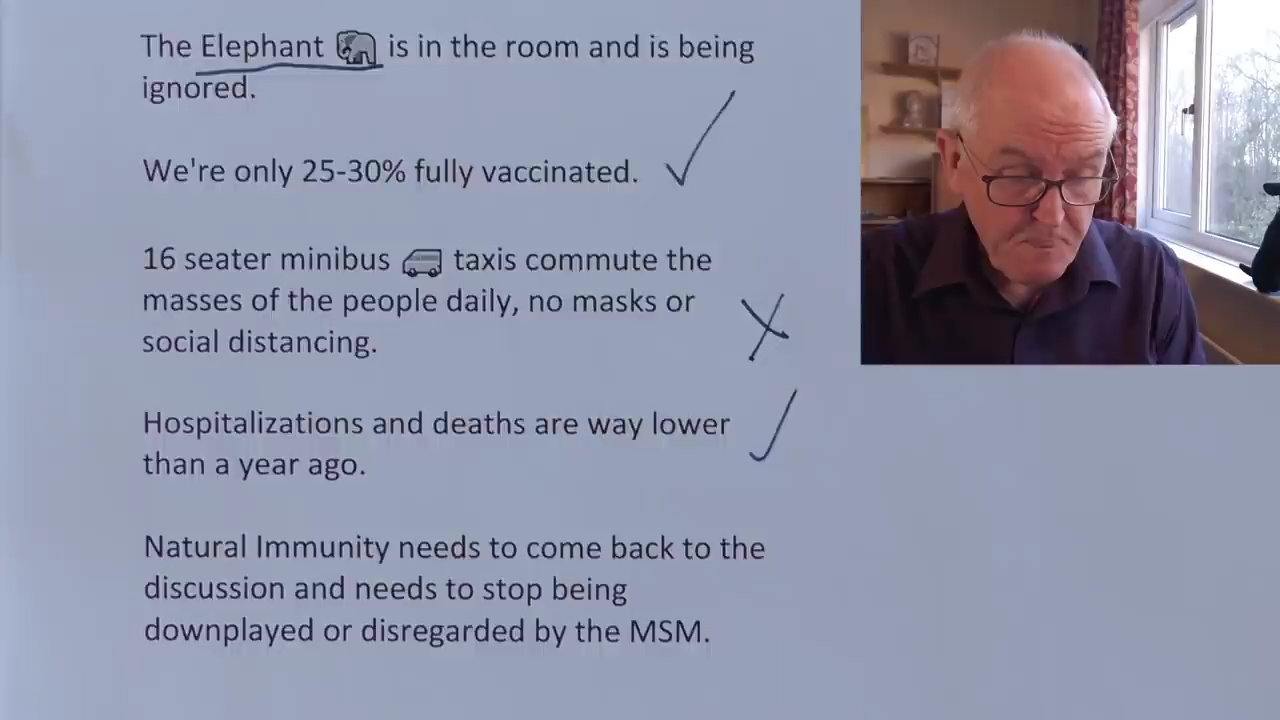 The Elephant 🐘 is in the room and is being
ignored.
We're only 25-30% fully vaccinated.
16 seater minibus 🚐 taxis commute the
masses of the people daily, no masks or
social distancing.
Hospitalizations and deaths are way lower
than a year ago.
Natural Immunity needs to come back to the
discussion and needs to stop being
downplayed or disregarded by the MSM.